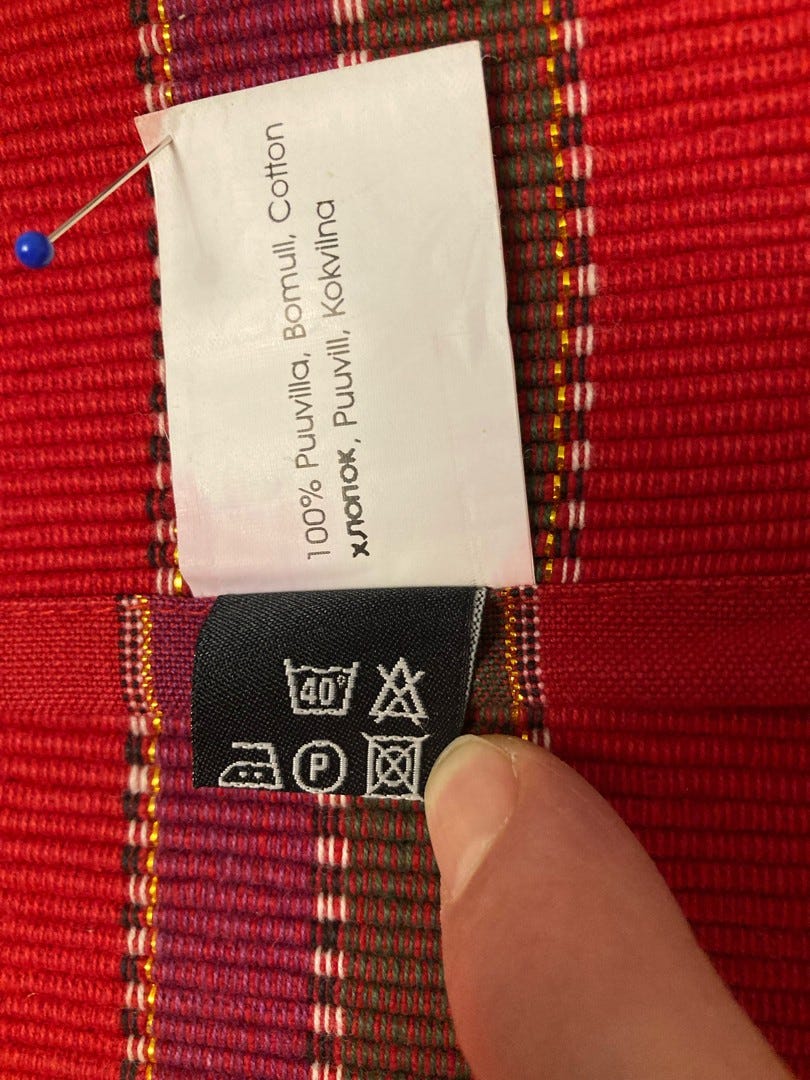 100% Puuvilla, Bomull, Cotton
хлопок, Puuvill, Kokvilna
40°
P